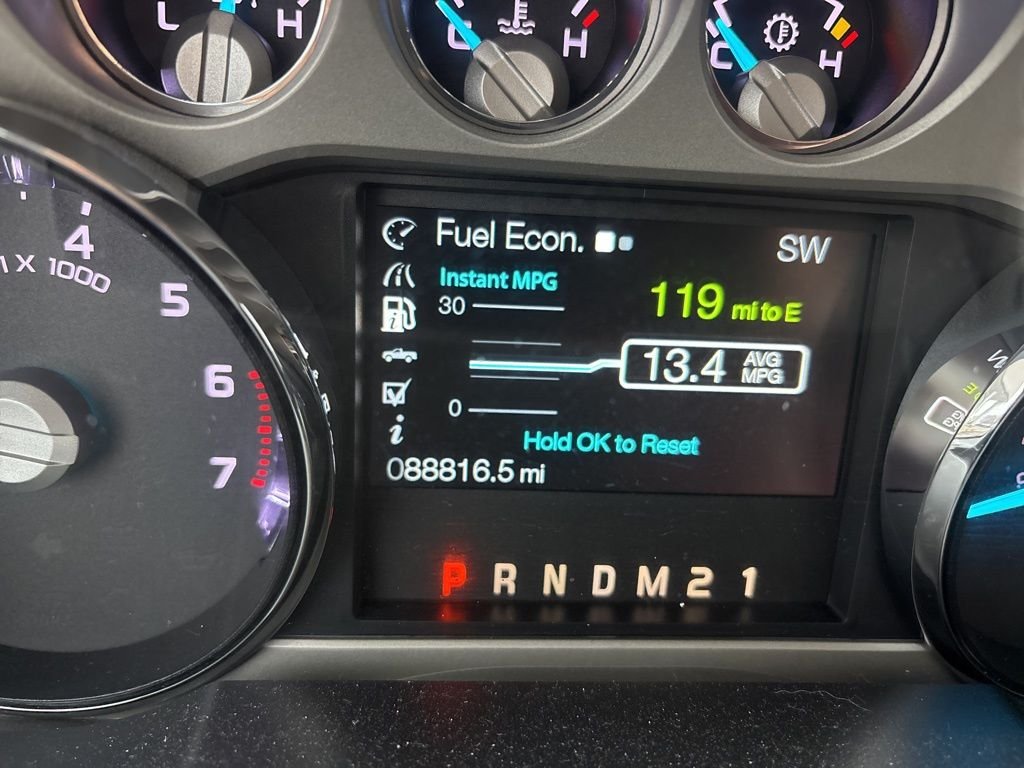 L H
C H
C H
4
1 X 1000
5
6
7
Fuel Econ.
SW
Instant MPG
30
119 mi to E
13.4 AVG MPG
0
Hold OK to Reset
088816.5 mi
P R N D M 2 1